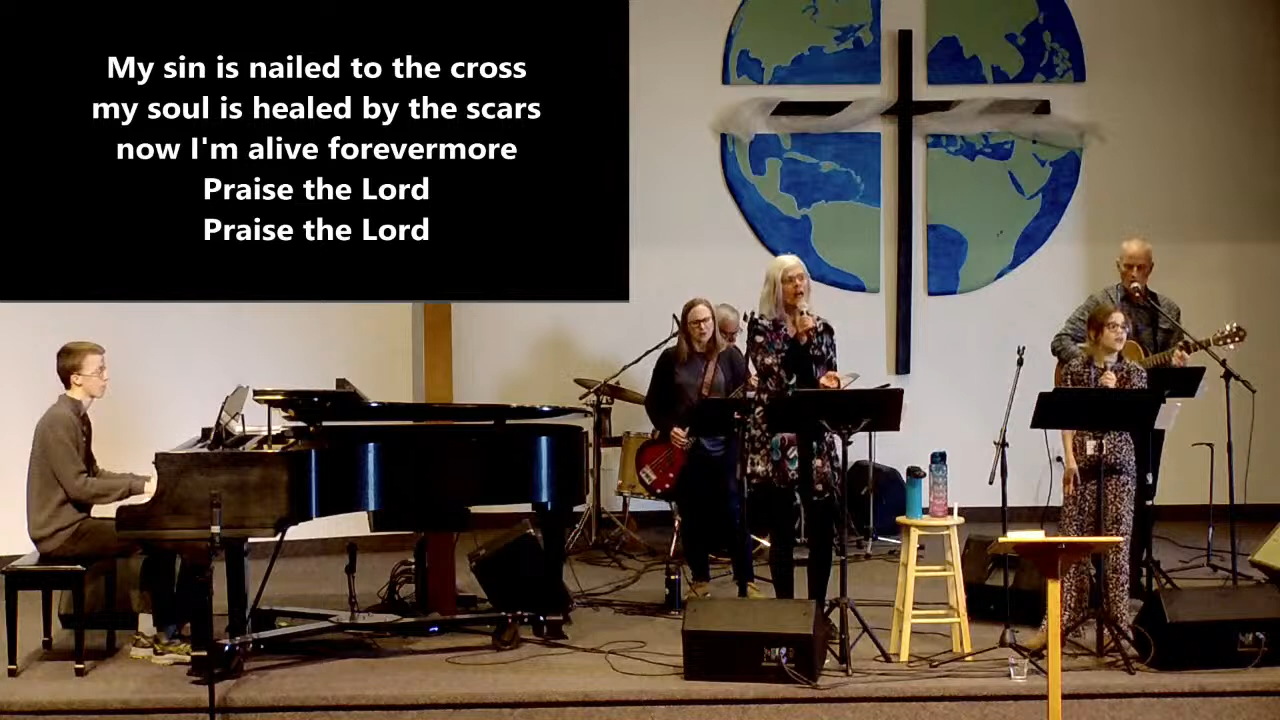 My sin is nailed to the cross
my soul is healed by the scars
now I'm alive forevermore
Praise the Lord
Praise the Lord